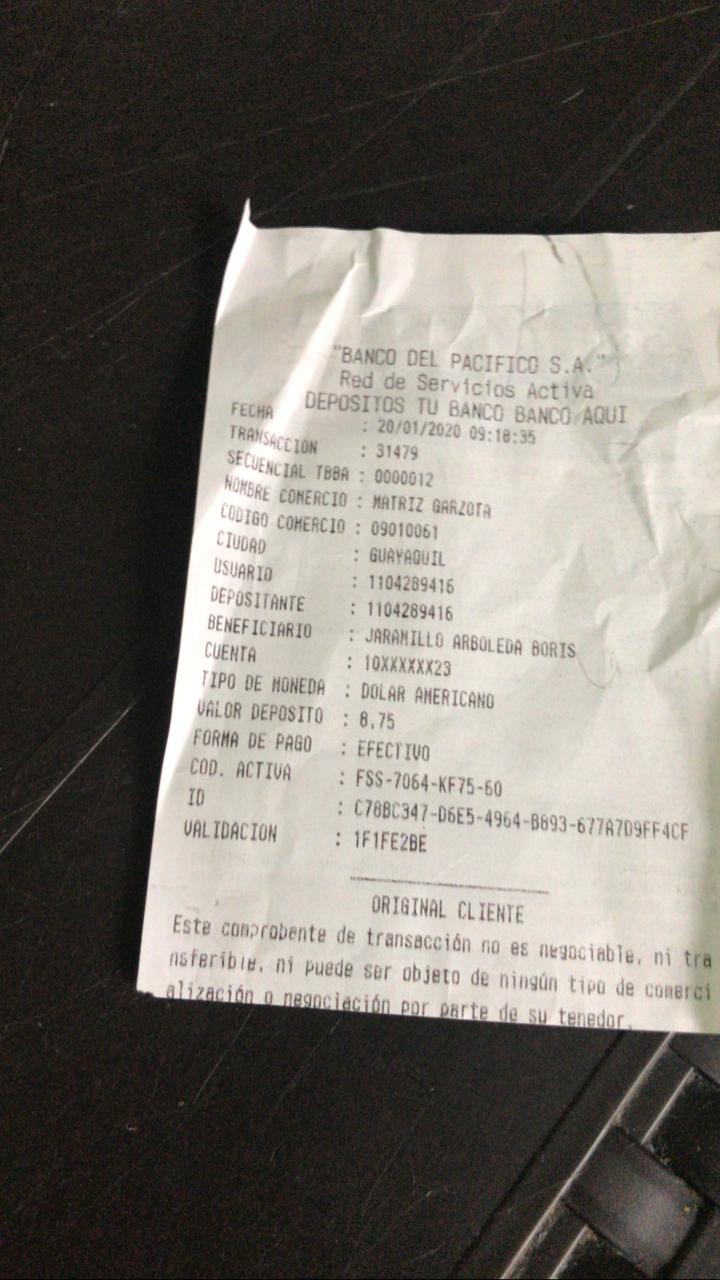 "BANCO DEL PACIFICO S.A."
Red de Servicios Activa
DEPOSITOS TU BANCO BANCO AQUI
FECHA : 20/01/2020 09:18:35
TRANSACCION : 31479
SECUENCIAL TBBA : 0000012
NOMBRE COMERCIO : MATRIZ GARZOTA
CODIGO COMERCIO : 09010061
CIUDAD : GUAYAQUIL
USUARIO : 1104289416
DEPOSITANTE : 1104289416
BENEFICIARIO : JARAMILLO ARBOLEDA BORIS
CUENTA : 10XXXXXX23
TIPO DE MONEDA : DOLAR AMERICANO
VALOR DEPOSITO : 8,75
FORMA DE PAGO : EFECTIVO
COD. ACTIVA : FSS-7064-KF75-60
ID : C78BC347-D6E5-4964-B893-677A7D9FF4CF
VALIDACION : 1F1FE2BE
ORIGINAL CLIENTE
Este comprobante de transacción no es negociable, ni tra
nsferible, ni puede ser objeto de ningún tipo de comerci
alización o negociación por parte de su tenedor.